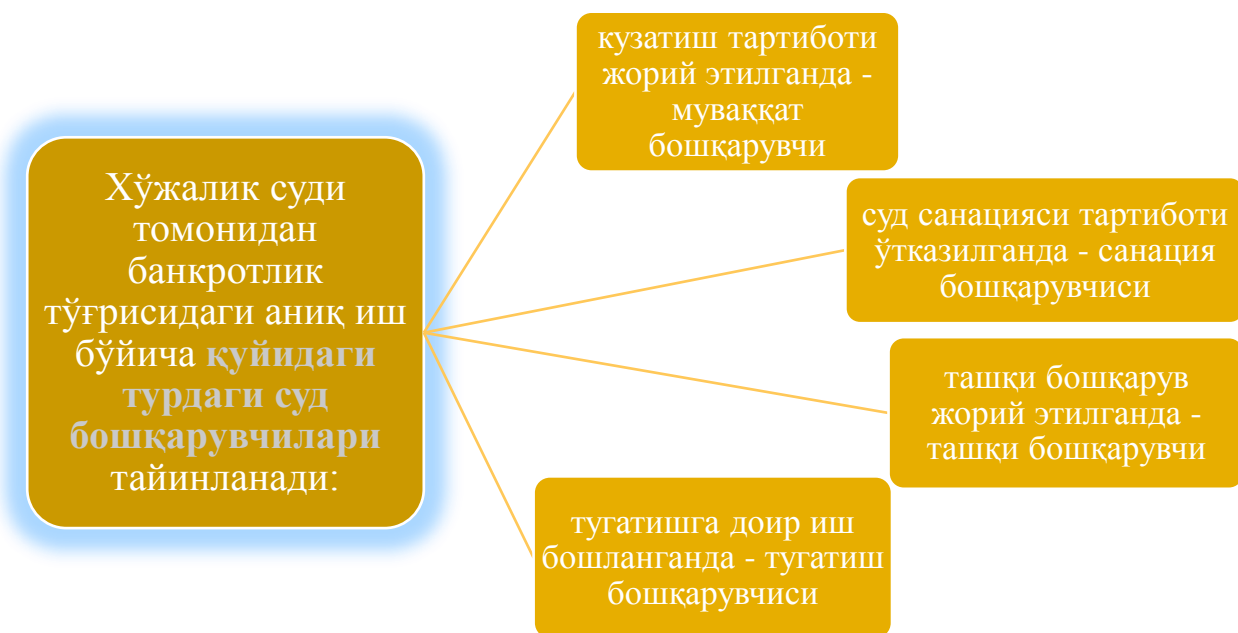 Хўжалик суди
томонидан
банкротлик
тўғрисидаги аниқ иш
бўйича қуйидаги
турдаги суд
бошқарувчилари
тайинланади:
кузатиш тартиботи
жорий этилганда -
муваққат
бошқарувчи
суд санацияси тартиботи
ўтказилганда - санация
бошқарувчиси
ташқи бошқарув
жорий этилганда -
ташқи бошқарувчи
тугатишга доир иш
бошланганда - тугатиш
бошқарувчиси